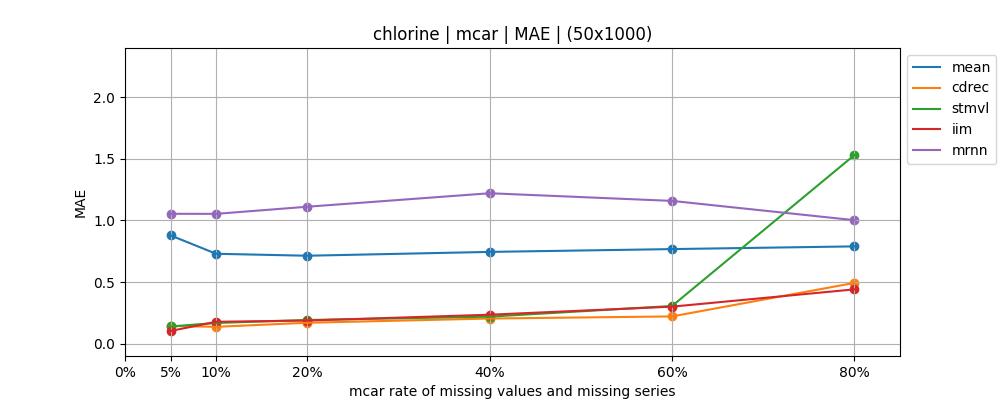 chlorine | mcar | MAE | (50x1000)
mean
cdrec
stmvl
iim
mrnn
MAE
2.0
1.5
1.0
0.5
0.0
0%
5%
10%
20%
40%
60%
80%
mcar rate of missing values and missing series